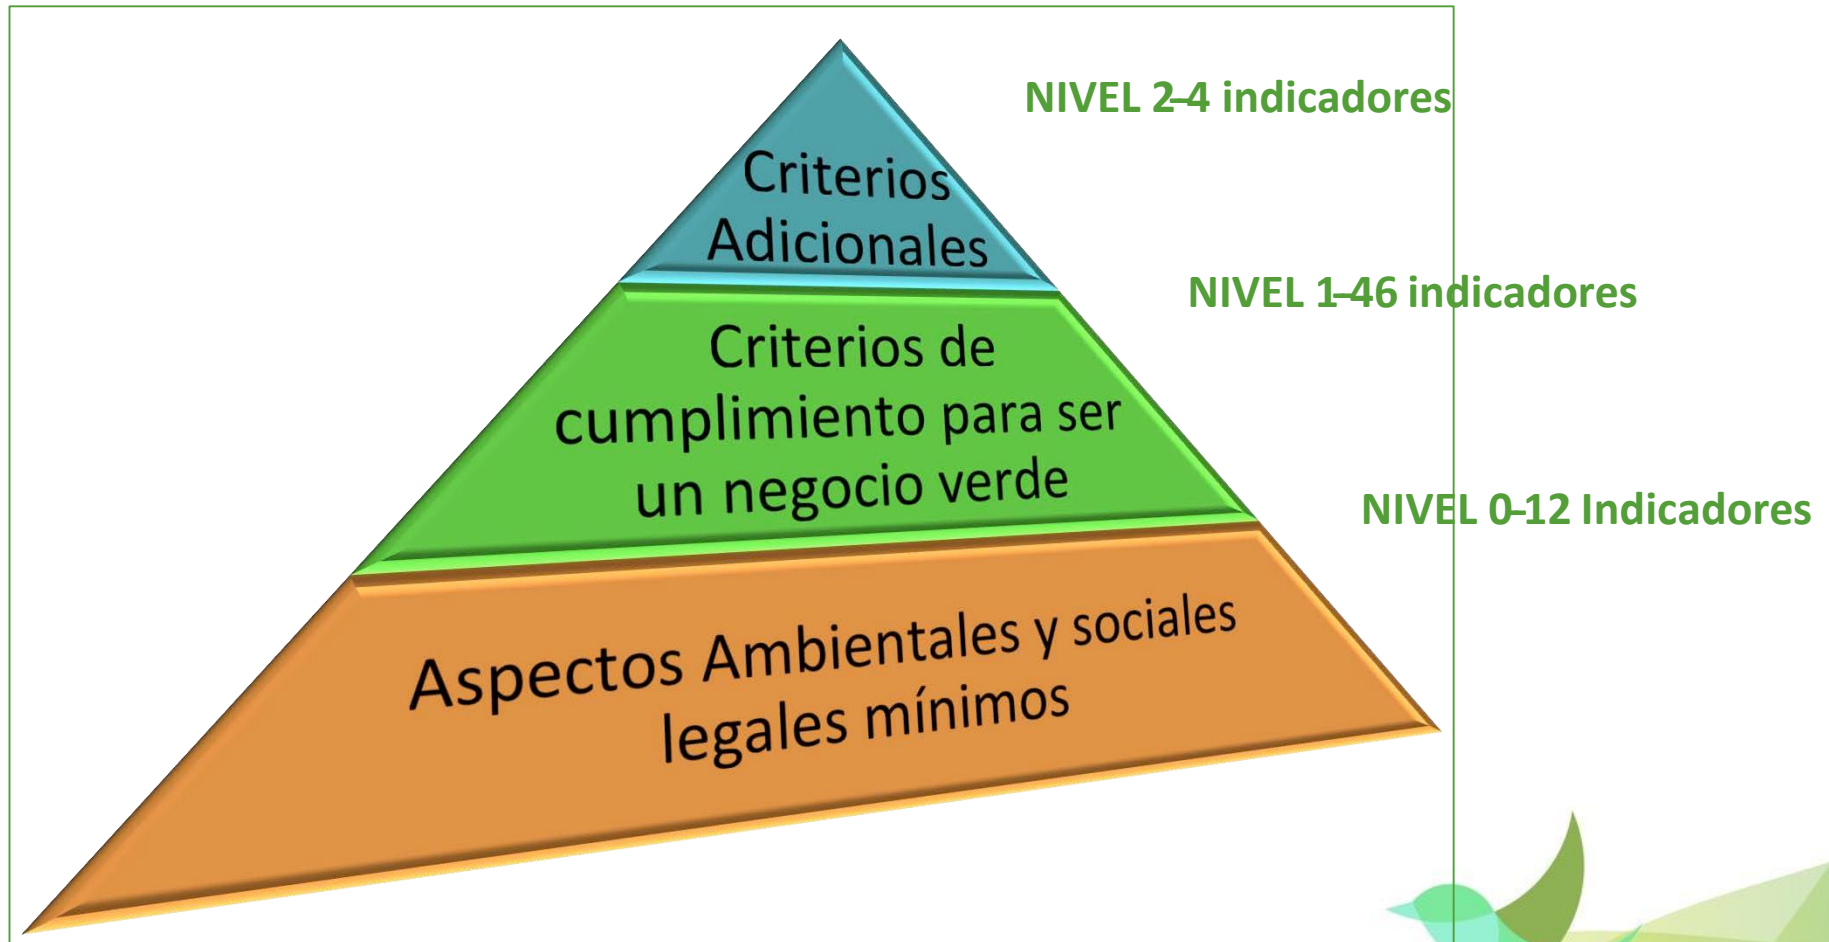 NIVEL 2–4 indicadores
Criterios
Adicionales
NIVEL 1–46 indicadores
Criterios de
cumplimiento para ser
un negocio verde
NIVEL 0–12 Indicadores
Aspectos Ambientales y sociales
legales mínimos